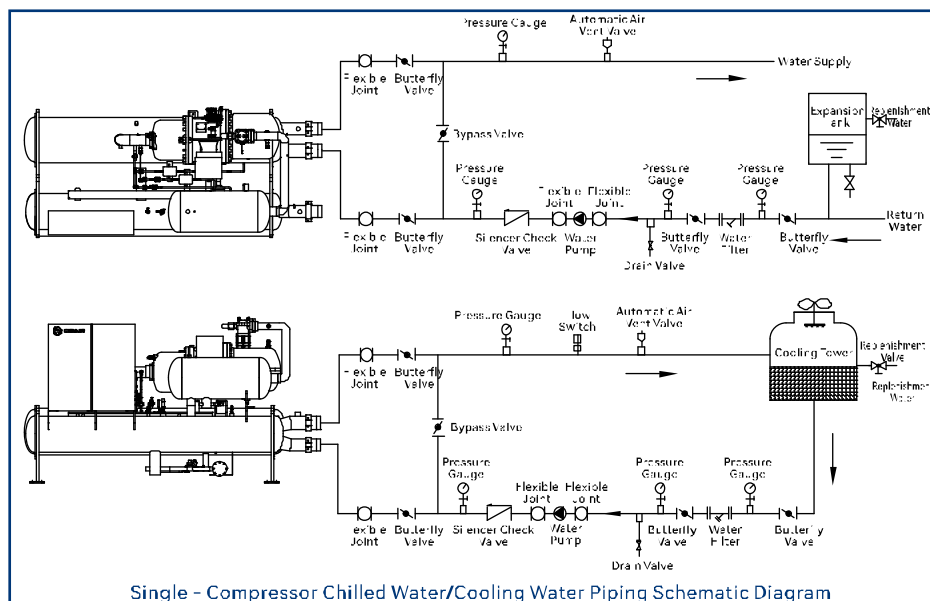 Pressure Gauge
Automatic Air
Vent Valve
Flexible
Joint
Butterfly
Valve
Water Supply
Expansion
Tank
Replenishment
Water
Bypass Valve
Pressure
Gauge
Flexible
Joint
Flexible
Joint
Pressure
Gauge
Pressure
Gauge
Flexible
Joint
Butterfly
Valve
Silencer Check
Valve
Water
Pump
Drain Valve
Butterfly
Valve
Water
Filter
Butterfly
Valve
Return
Water
Pressure Gauge
Flow
Switch
Automatic Air
Vent Valve
Flexible
Joint
Butterfly
Valve
Cooling Tower
Replenishment
Valve
Replenishment
Water
Bypass Valve
Pressure
Gauge
Flexible
Joint
Flexible
Joint
Pressure
Gauge
Pressure
Gauge
Flexible
Joint
Butterfly
Valve
Silencer Check
Valve
Water
Pump
Drain Valve
Butterfly
Valve
Water
Filter
Butterfly
Valve
Single - Compressor Chilled Water/Cooling Water Piping Schematic Diagram